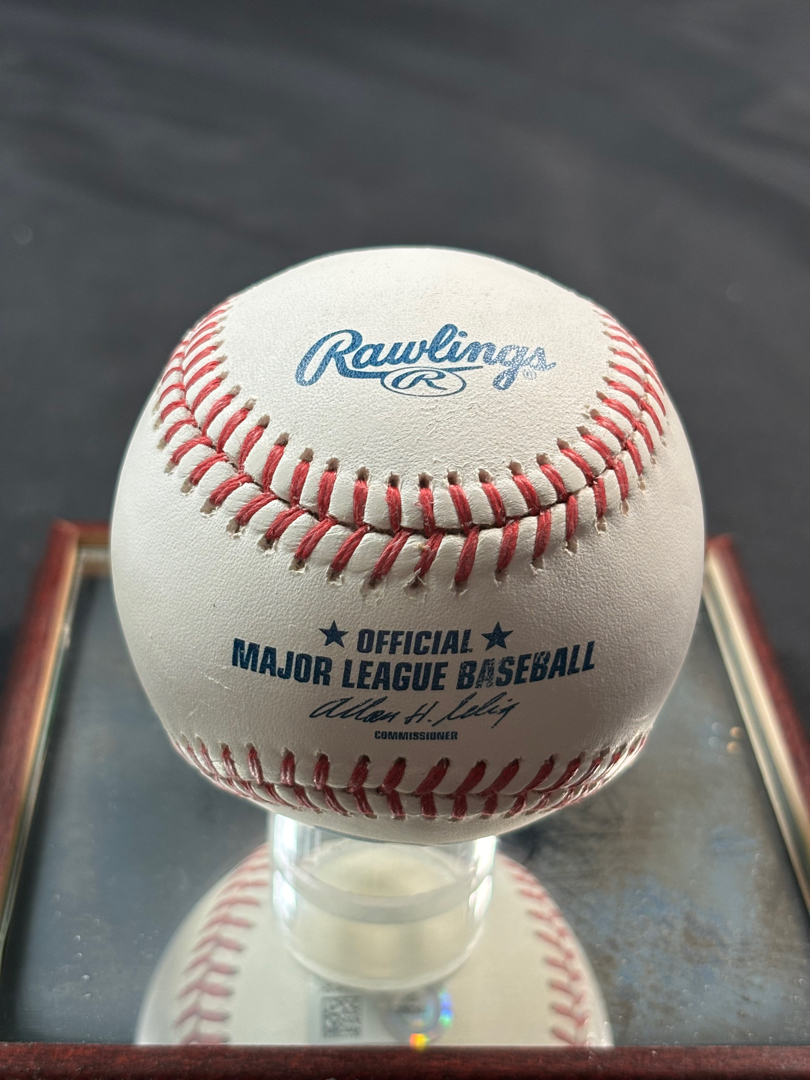 Rawlings®
R
★ OFFICIAL ★
MAJOR LEAGUE BASEBALL
Allan H. Selig
COMMISSIONER